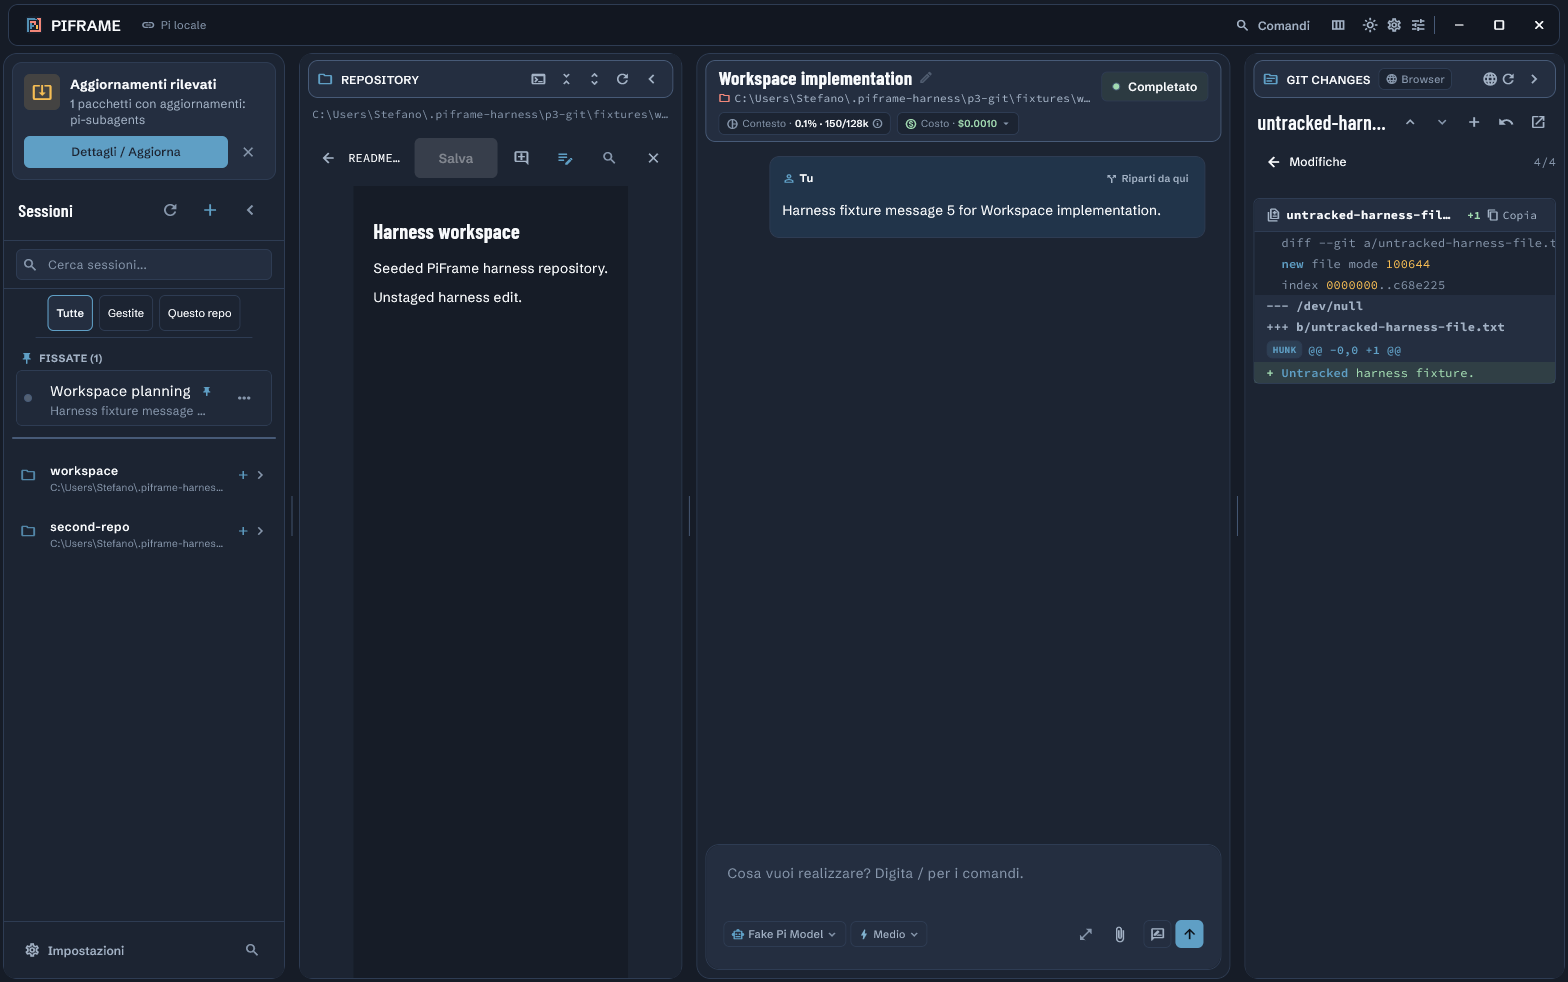 PIFRAME
Pi locale
Comandi
Aggiornamenti rilevati
1 pacchetti con aggiornamenti:
pi-subagents
Dettagli / Aggiorna
Sessioni
Cerca sessioni...
Tutte
Gestite
Questo repo
FISSATE (1)
Workspace planning
Harness fixture message ...
workspace
C:\Users\Stefano\.piframe-harnes...
second-repo
C:\Users\Stefano\.piframe-harnes...
Impostazioni
REPOSITORY
C:\Users\Stefano\.piframe-harness\p3-git\fixtures\w...
README...
Salva
Harness workspace
Seeded PiFrame harness repository.
Unstaged harness edit.
Workspace implementation
C:\Users\Stefano\.piframe-harness\p3-git\fixtures\w...
Completato
Contesto · 0.1% · 150/128k
Costo · $0.0010
Tu
Riparti da qui
Harness fixture message 5 for Workspace implementation.
Cosa vuoi realizzare? Digita / per i comandi.
Fake Pi Model
Medio
GIT CHANGES
Browser
untracked-harn...
Modifiche
4/4
untracked-harness-fil...
+1
Copia
diff --git a/untracked-harness-file.t
new file mode 100644
index 0000000..c68e225
--- /dev/null
+++ b/untracked-harness-file.txt
HUNK @@ -0,0 +1 @@
+ Untracked harness fixture.